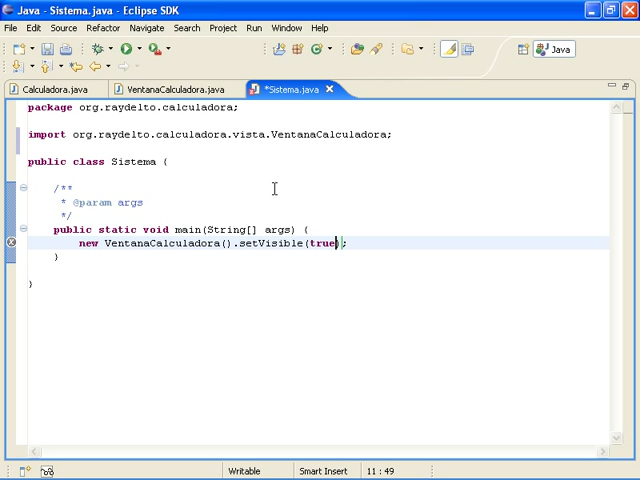 Java - Sistema.java - Eclipse SDK
File Edit Source Refactor Navigate Search Project Run Window Help
Java
Calculadora.java VentanaCalculadora.java *Sistema.java
package org.raydelto.calculadora;
import org.raydelto.calculadora.vista.VentanaCalculadora;
public class Sistema {
/**
* @param args
*/
public static void main(String[] args) {
new VentanaCalculadora().setVisible(true);
}
}
Writable Smart Insert 11 : 49